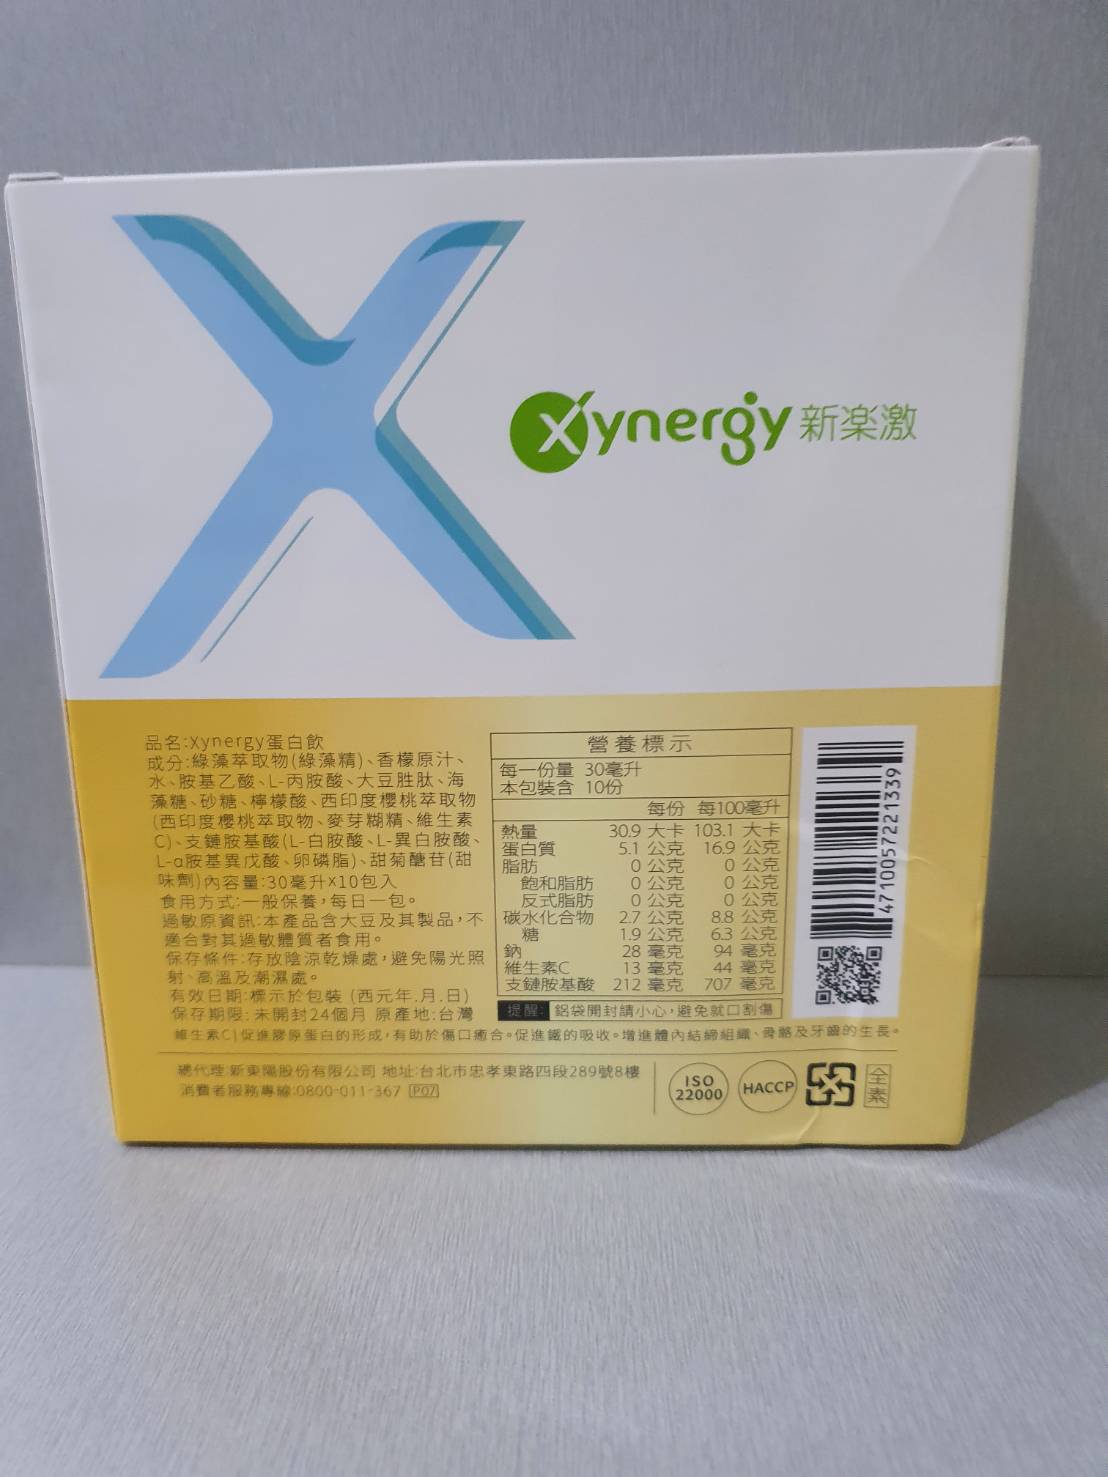 Xynergy 新楽激
品名:Xynergy蛋白飲
成分:綠藻萃取物(綠藻精)、香檬原汁、
水、胺基乙酸、L-丙胺酸、大豆胜肽、海
藻糖、砂糖、檸檬酸、西印度櫻桃萃取物
(西印度櫻桃萃取物、麥芽糊精、維生素
C)、支鏈胺基酸(L-白胺酸、L-異白胺酸、
L-α胺基異戊酸、卵磷脂)、甜菊醣苷(甜
味劑)內容量:30毫升x10包入
食用方式:一般保養,每日一包。
過敏原資訊:本產品含大豆及其製品,不
適合對其過敏體質者食用。
保存條件:存放陰涼乾燥處,避免陽光照
射、高溫及潮濕處。
有效日期:標示於包裝 (西元年.月.日)
保存期限: 未開封24個月 原產地:台灣
營養標示
每一份量 30毫升
本包裝含 10份
每份 每100毫升
熱量 30.9 大卡 103.1 大卡
蛋白質 5.1 公克 16.9 公克
脂肪 0 公克 0 公克
飽和脂肪 0 公克 0 公克
反式脂肪 0 公克 0 公克
碳水化合物 2.7 公克 8.8 公克
糖 1.9 公克 6.3 公克
鈉 28 毫克 94 毫克
維生素C 13 毫克 44 毫克
支鏈胺基酸 212 毫克 707 毫克
提醒: 鋁袋開封請小心,避免就口割傷
4710057221339
維生素C|促進膠原蛋白的形成,有助於傷口癒合。促進鐵的吸收。增進體內結締組織、骨骼及牙齒的生長。
總代理:新東陽股份有限公司 地址:台北市忠孝東路四段289號8樓
消費者服務專線:0800-011-367 P07
ISO
22000
HACCP
全
素